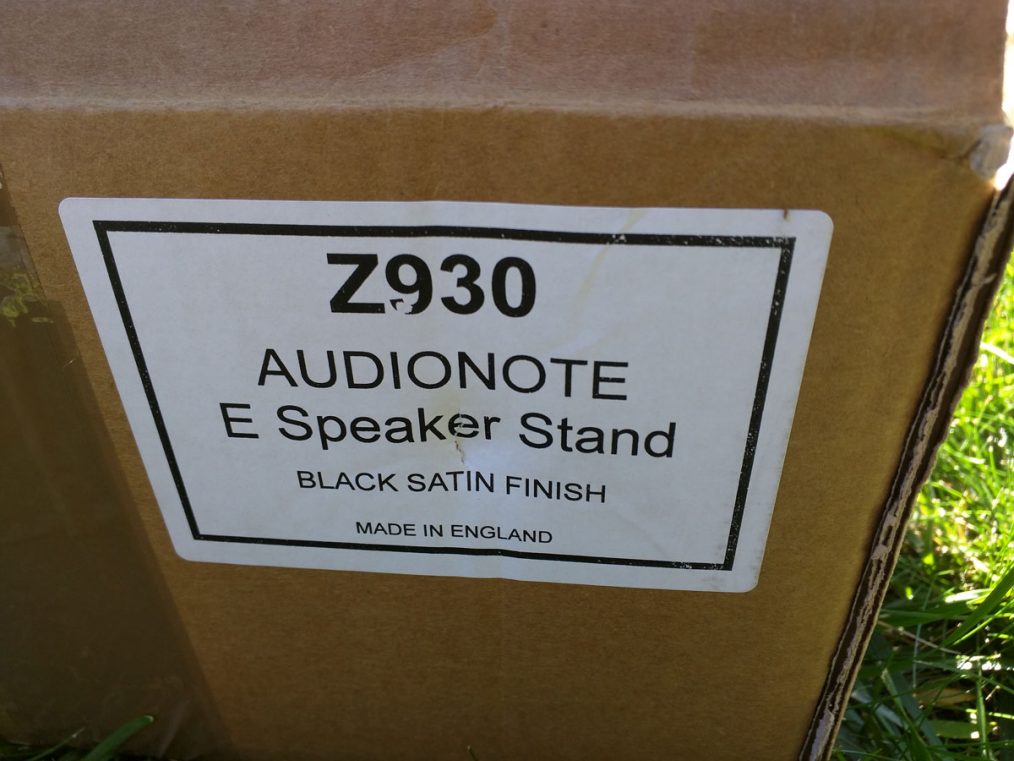 Z930
AUDIONOTE
E Speaker Stand
BLACK SATIN FINISH
MADE IN ENGLAND